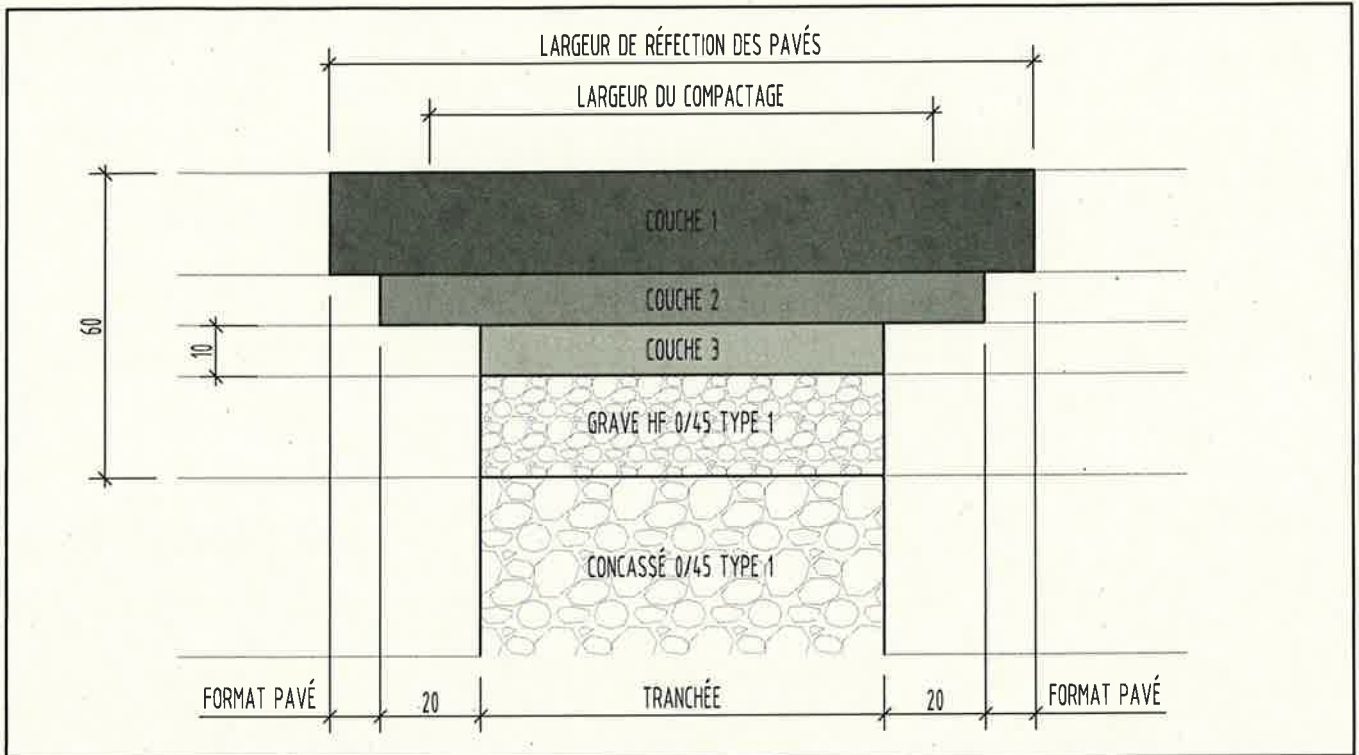 LARGEUR DE RÉFECTION DES PAVÉS
LARGEUR DU COMPACTAGE
COUCHE 1
COUCHE 2
COUCHE 3
60
10
GRAVE HF 0/45 TYPE 1
CONCASSÉ 0/45 TYPE 1
FORMAT PAVÉ
20
TRANCHÉE
20
FORMAT PAVÉ